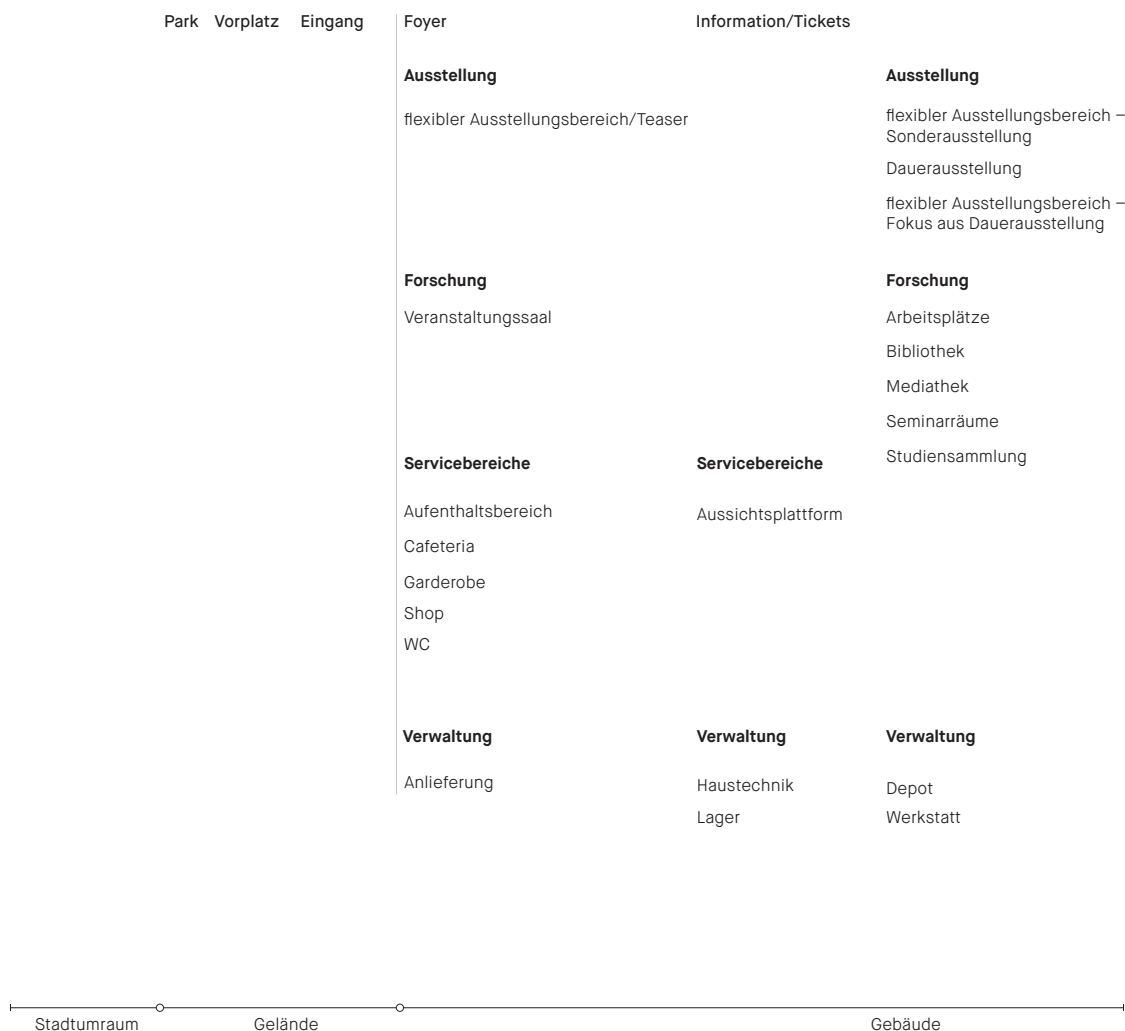 Park Vorplatz Eingang Foyer Information/Tickets
Ausstellung Ausstellung
flexibler Ausstellungsbereich/Teaser
flexibler Ausstellungsbereich –
Sonderausstellung
Dauerausstellung
flexibler Ausstellungsbereich –
Fokus aus Dauerausstellung
Forschung Forschung
Veranstaltungssaal Arbeitsplätze
Bibliothek
Mediathek
Seminarräume
Studiensammlung
Servicebereiche Servicebereiche
Aufenthaltsbereich Aussichtsplattform
Cafeteria
Garderobe
Shop
WC
Verwaltung Verwaltung Verwaltung
Anlieferung Haustechnik Depot
Lager Werkstatt
Stadtumraum Gelände Gebäude